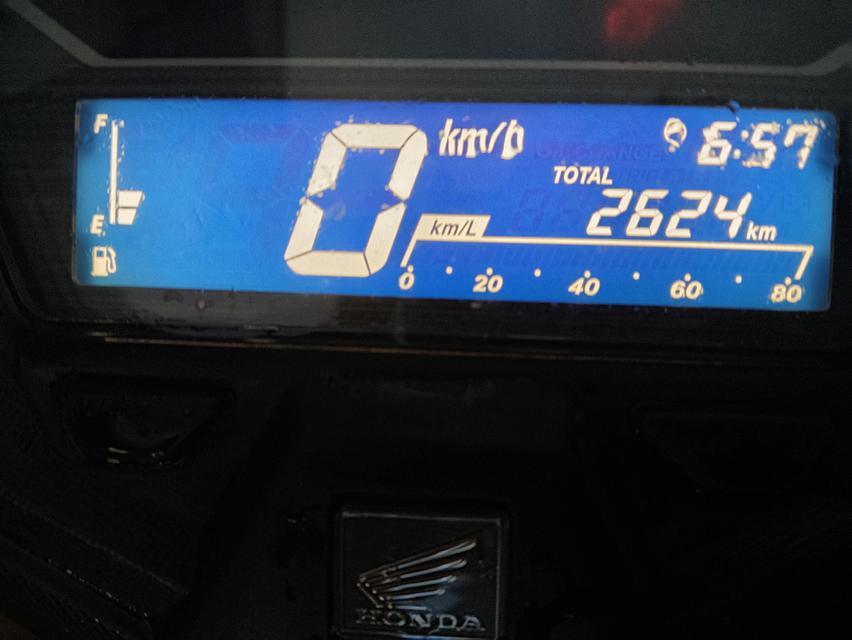 F
E
0 km/h
6:57
TOTAL
2624 km
km/L
0 20 40 60 80
HONDA